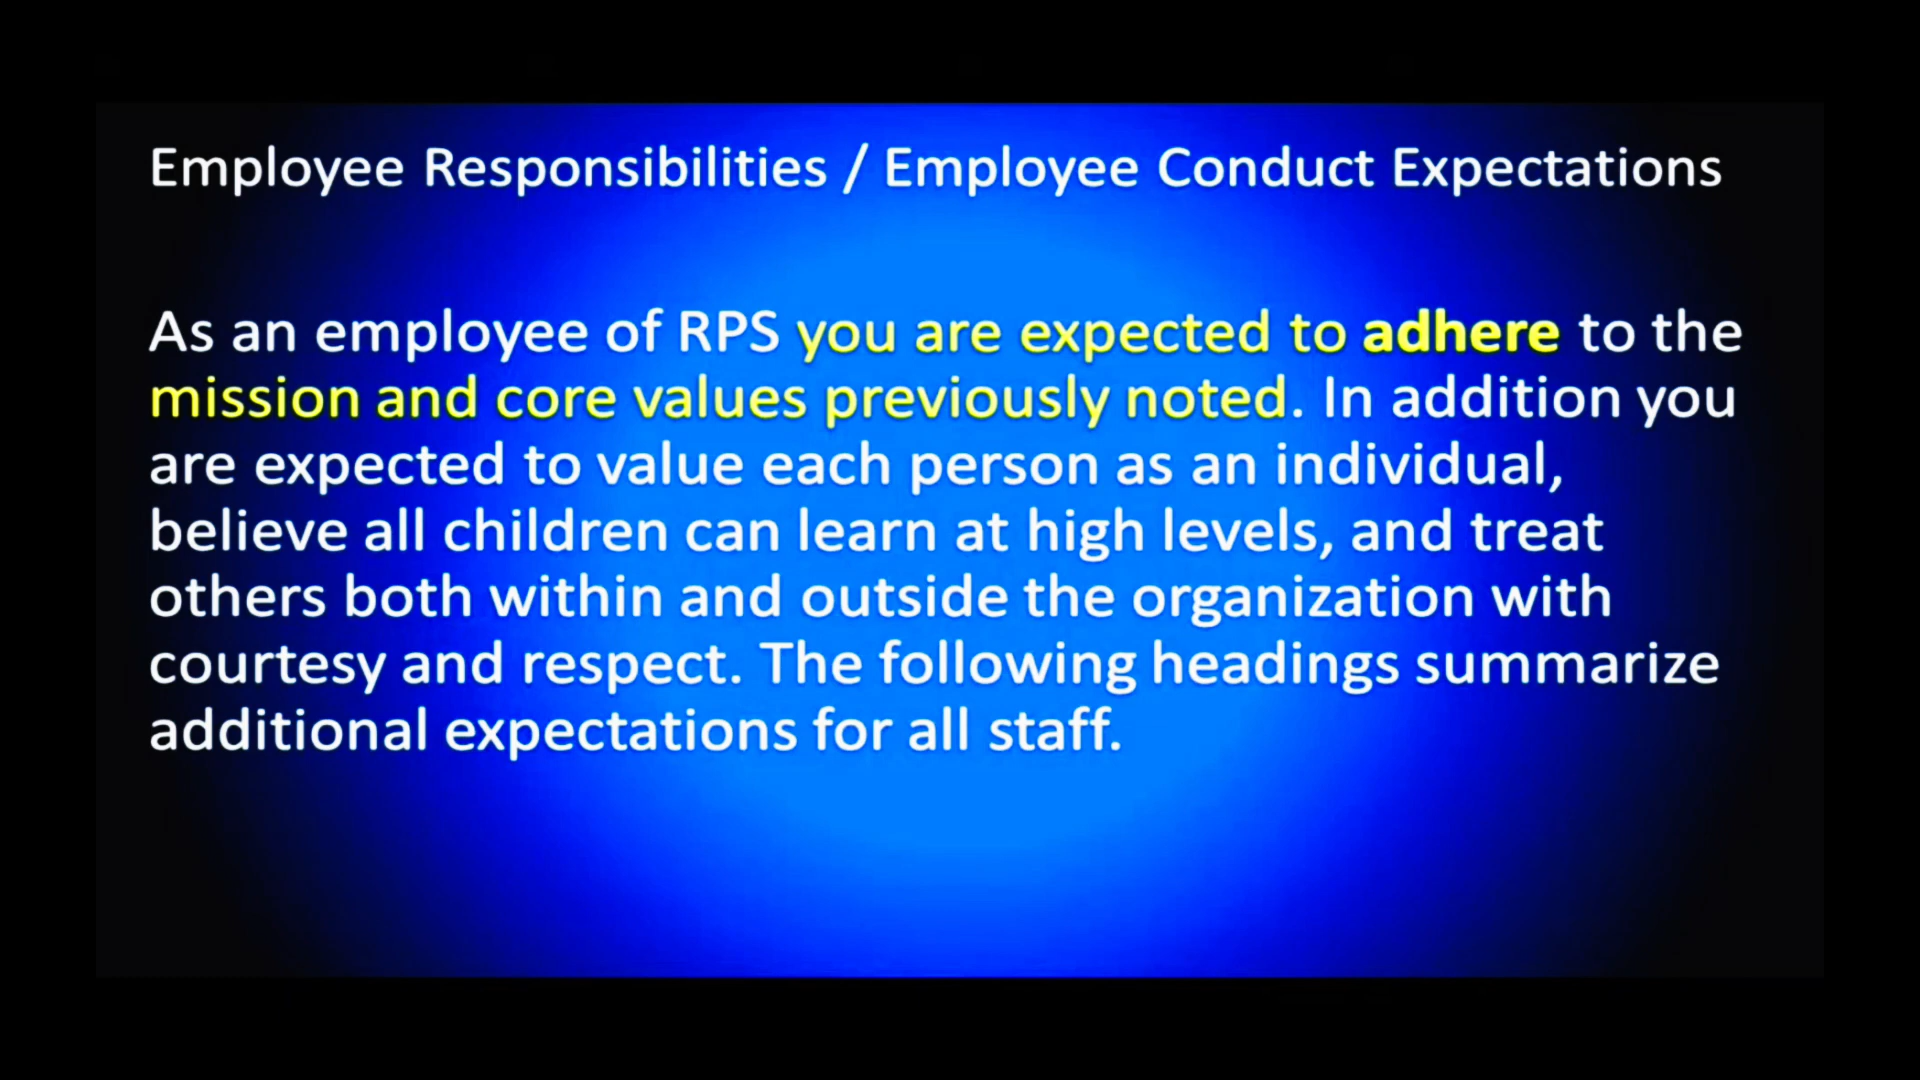 Employee Responsibilities / Employee Conduct Expectations
As an employee of RPS you are expected to adhere to the
mission and core values previously noted. In addition you
are expected to value each person as an individual,
believe all children can learn at high levels, and treat
others both within and outside the organization with
courtesy and respect. The following headings summarize
additional expectations for all staff.